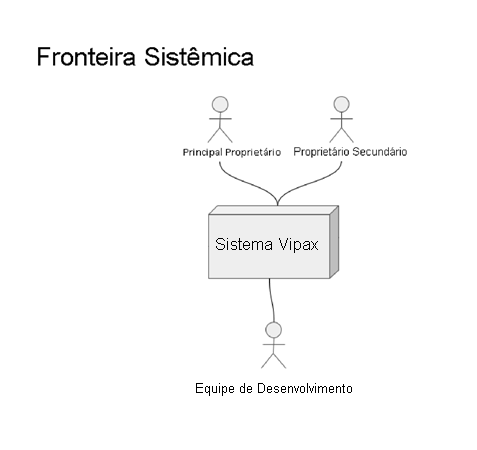 Fronteira Sistêmica
Principal Proprietário
Proprietário Secundário
Sistema Vipax
Equipe de Desenvolvimento